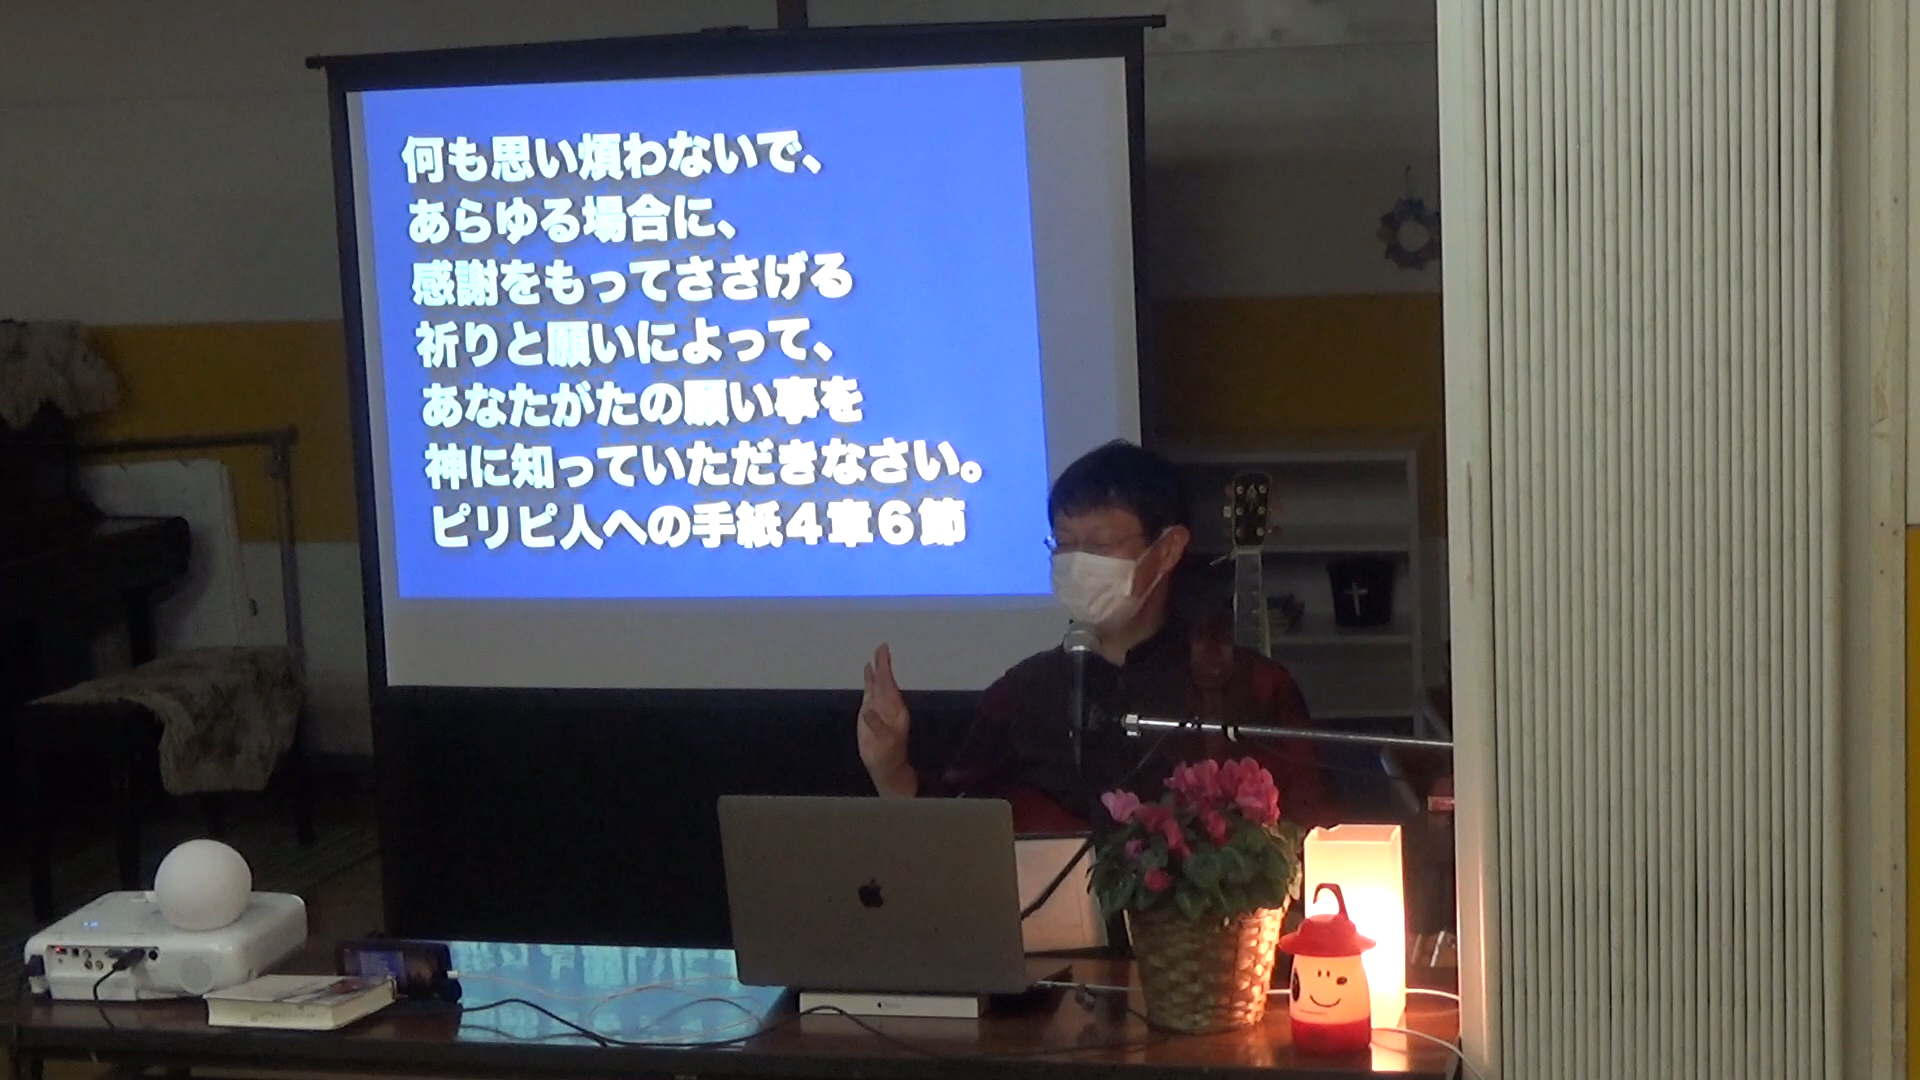 何も思い煩わないで、
あらゆる場合に、
感謝をもってささげる
祈りと願いによって、
あなたがたの願い事を
神に知っていただきなさい。
ピリピ人への手紙４章６節